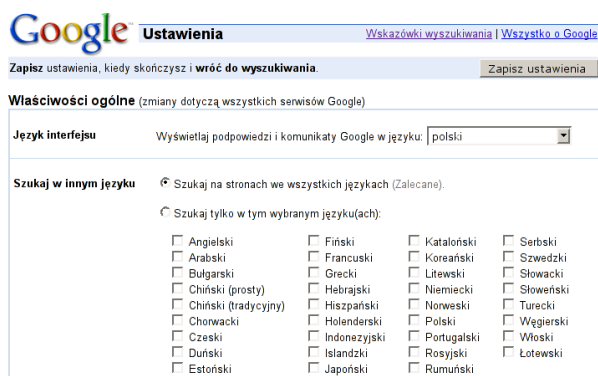 Google Ustawienia Wskazówki wyszukiwania | Wszystko o Google
Zapisz ustawienia, kiedy skończysz i wróć do wyszukiwania. Zapisz ustawienia
Właściwości ogólne (zmiany dotyczą wszystkich serwisów Google)
Język interfejsu Wyświetlaj podpowiedzi i komunikaty Google w języku: polski
Szukaj w innym języku Szukaj na stronach we wszystkich językach (Zalecane).
Szukaj tylko w tym wybranym języku(ach):
Angielski Fiński Kataloński Serbski
Arabski Francuski Koreański Szwedzki
Bułgarski Grecki Litewski Słowacki
Chiński (prosty) Hebrajski Niemiecki Słoweński
Chiński (tradycyjny) Hiszpański Norweski Turecki
Chorwacki Holenderski Polski Węgierski
Czeski Indonezyjski Portugalski Włoski
Duński Islandzki Rosyjski Łotewski
Estoński Japoński Rumuński